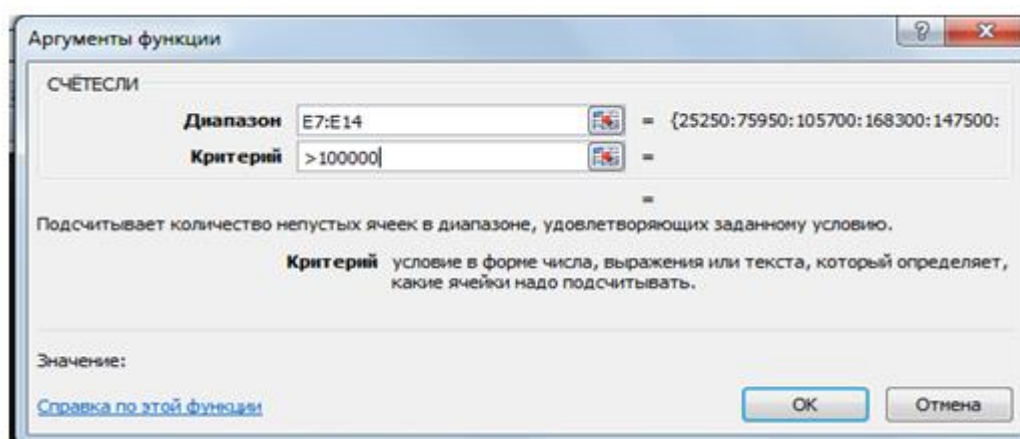 Аргументы функции
СЧЁТЕСЛИ
Диапазон E7:E14 = {25250:75950:105700:168300:147500:
Критерий >100000 =
=
Подсчитывает количество непустых ячеек в диапазоне, удовлетворяющих заданному условию.
Критерий условие в форме числа, выражения или текста, который определяет,
какие ячейки надо подсчитывать.
Значение:
Справка по этой функции
ОК
Отмена